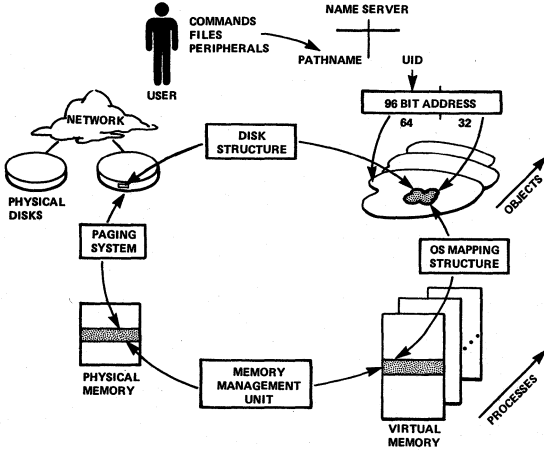 NAME SERVER
COMMANDS
FILES
PERIPHERALS
PATHNAME
UID
USER
96 BIT ADDRESS
64
32
NETWORK
DISK
STRUCTURE
PHYSICAL
DISKS
OBJECTS
PAGING
SYSTEM
OS MAPPING
STRUCTURE
PHYSICAL
MEMORY
MEMORY
MANAGEMENT
UNIT
VIRTUAL
MEMORY
PROCESSES